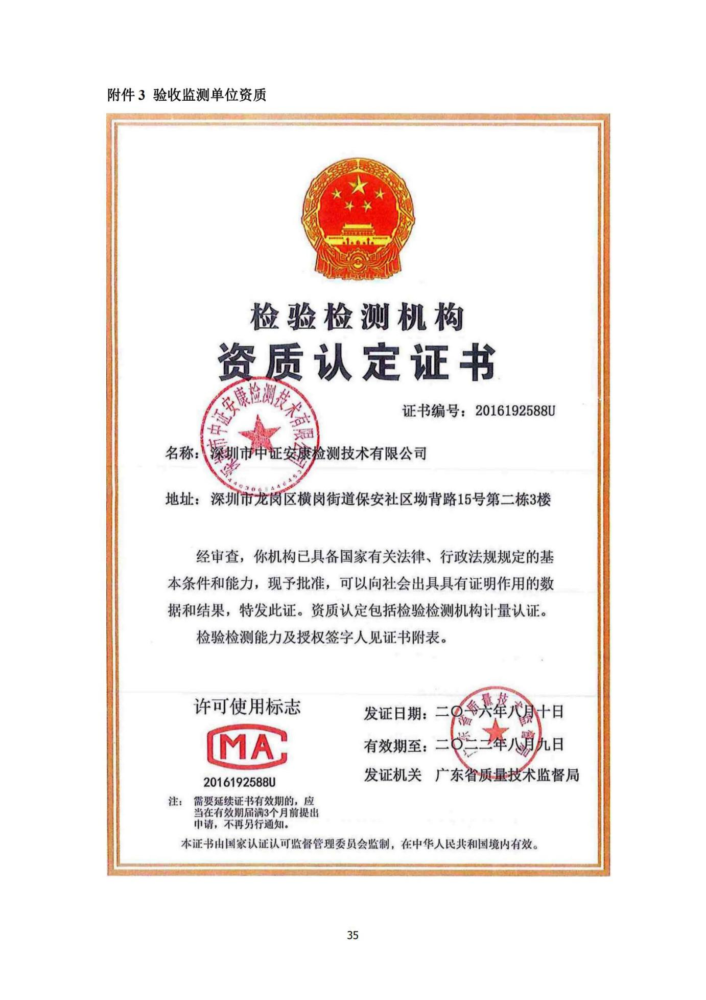 附件 3 验收监测单位资质
检验检测机构
资质认定证书
证书编号：2016192588U
深圳市中证安康检测技术有限公司
名称：深圳市中证安康检测技术有限公司
地址：深圳市龙岗区横岗街道保安社区坳背路15号第二栋3楼
经审查，你机构已具备国家有关法律、行政法规规定的基
本条件和能力，现予批准，可以向社会出具具有证明作用的数
据和结果，特发此证。资质认定包括检验检测机构计量认证。
检验检测能力及授权签字人见证书附表。
许可使用标志
MA
2016192588U
发证日期：二〇一六年八月十日
有效期至：二〇二二年八月九日
发证机关 广东省质量技术监督局
广东省质量技术监督局
注：需要延续证书有效期的，应
当在有效期届满3个月前提出
申请，不再另行通知。
本证书由国家认证认可监督管理委员会监制，在中华人民共和国境内有效。
35